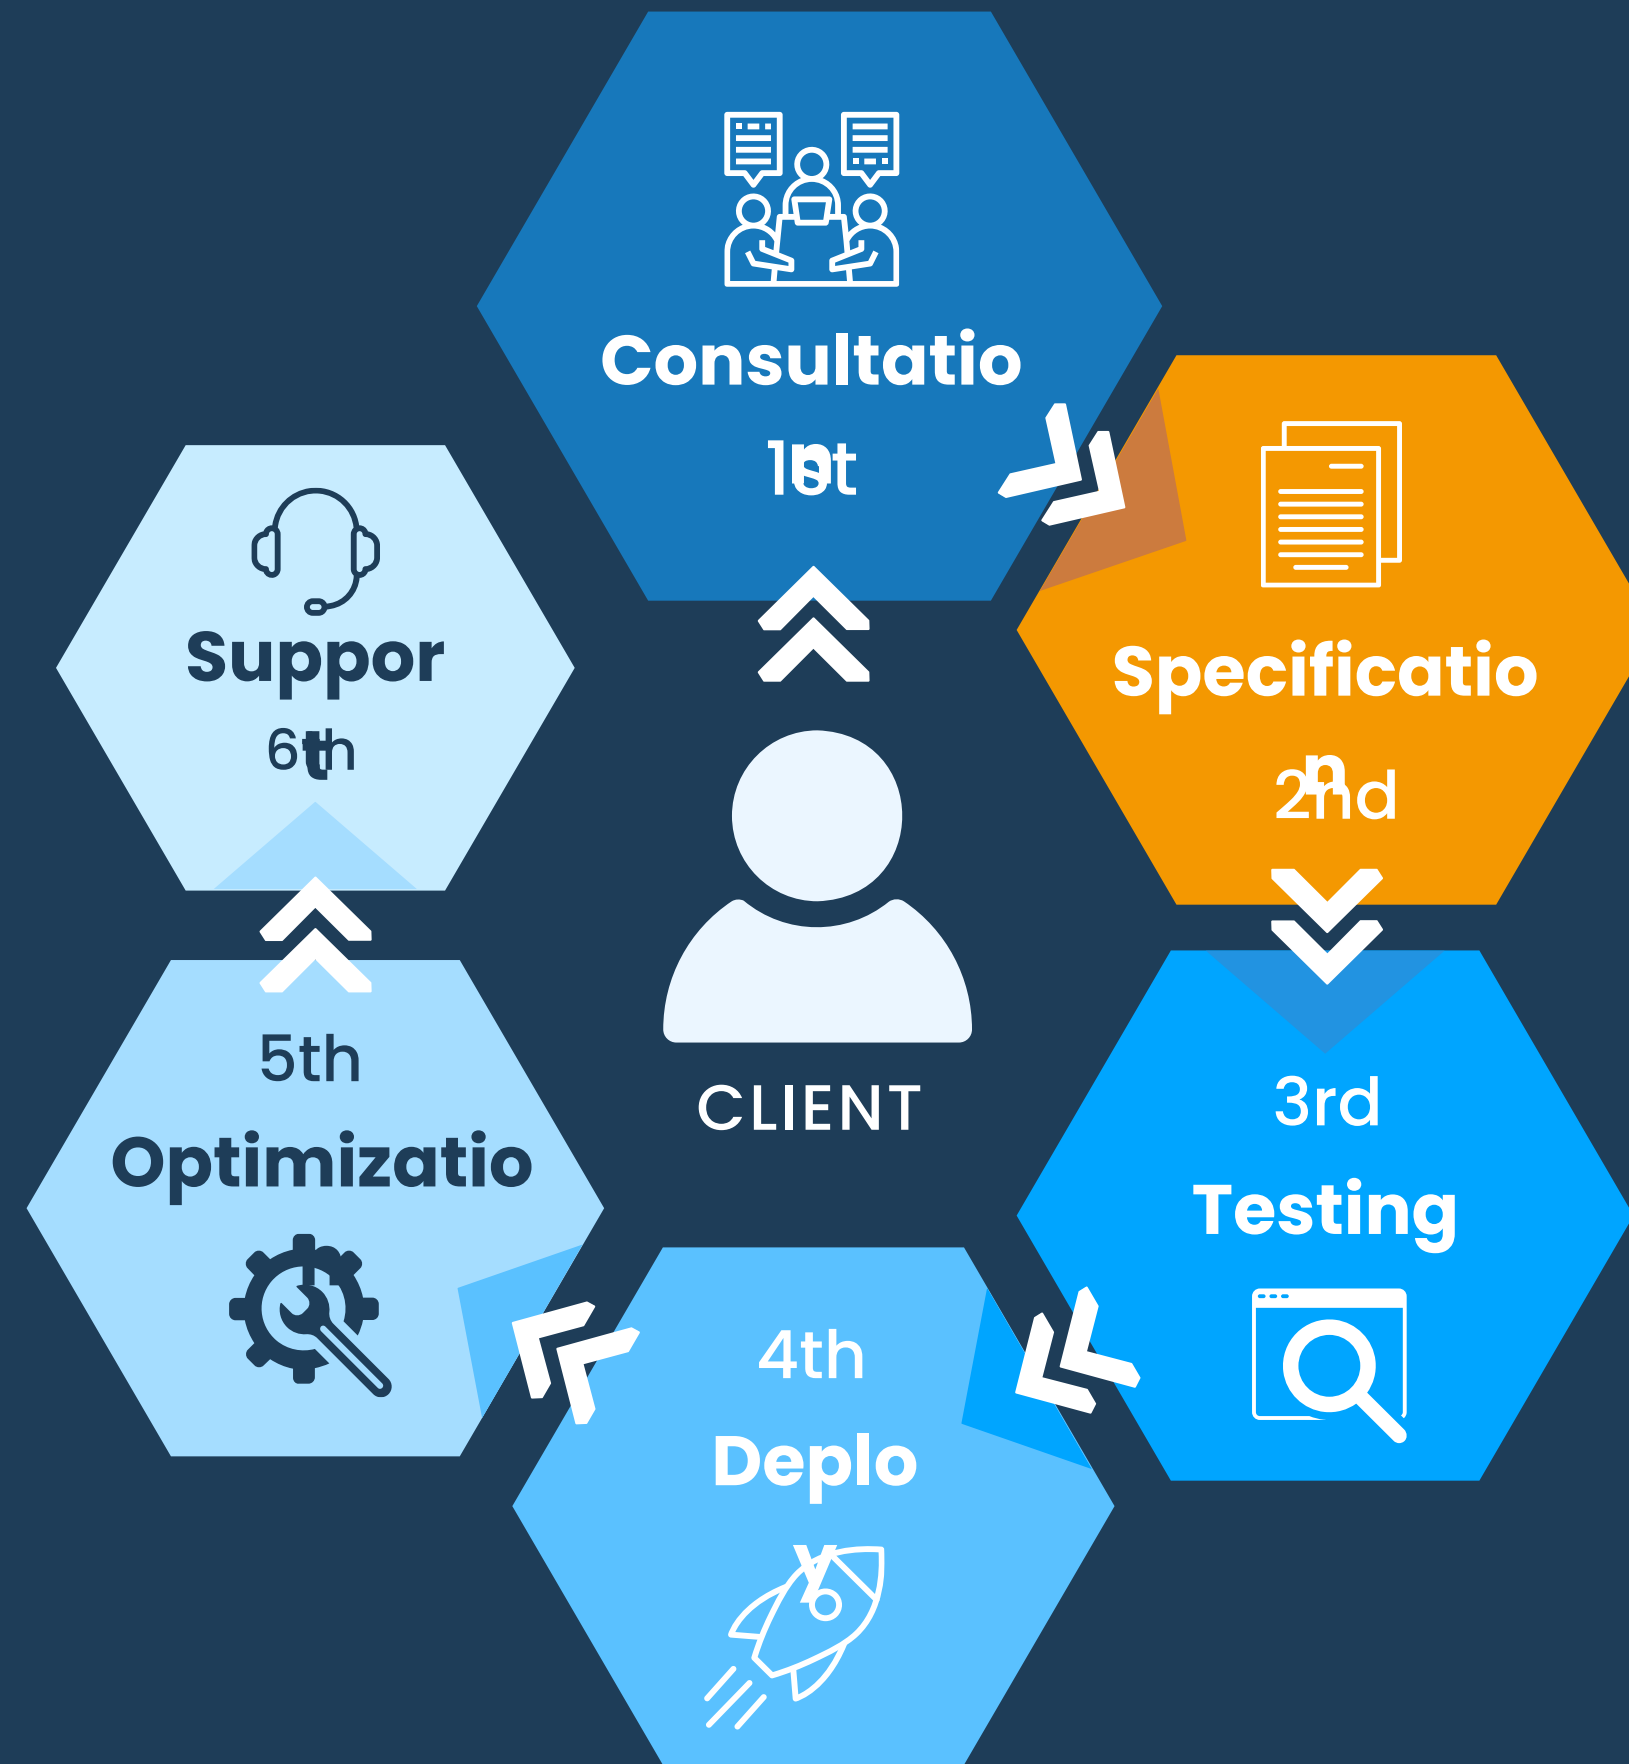 Consultatio
n
1st
Specificatio
n
2nd
3rd
Testing
4th
Deplo
y
5th
Optimizatio
n
Suppor
t
6th
CLIENT